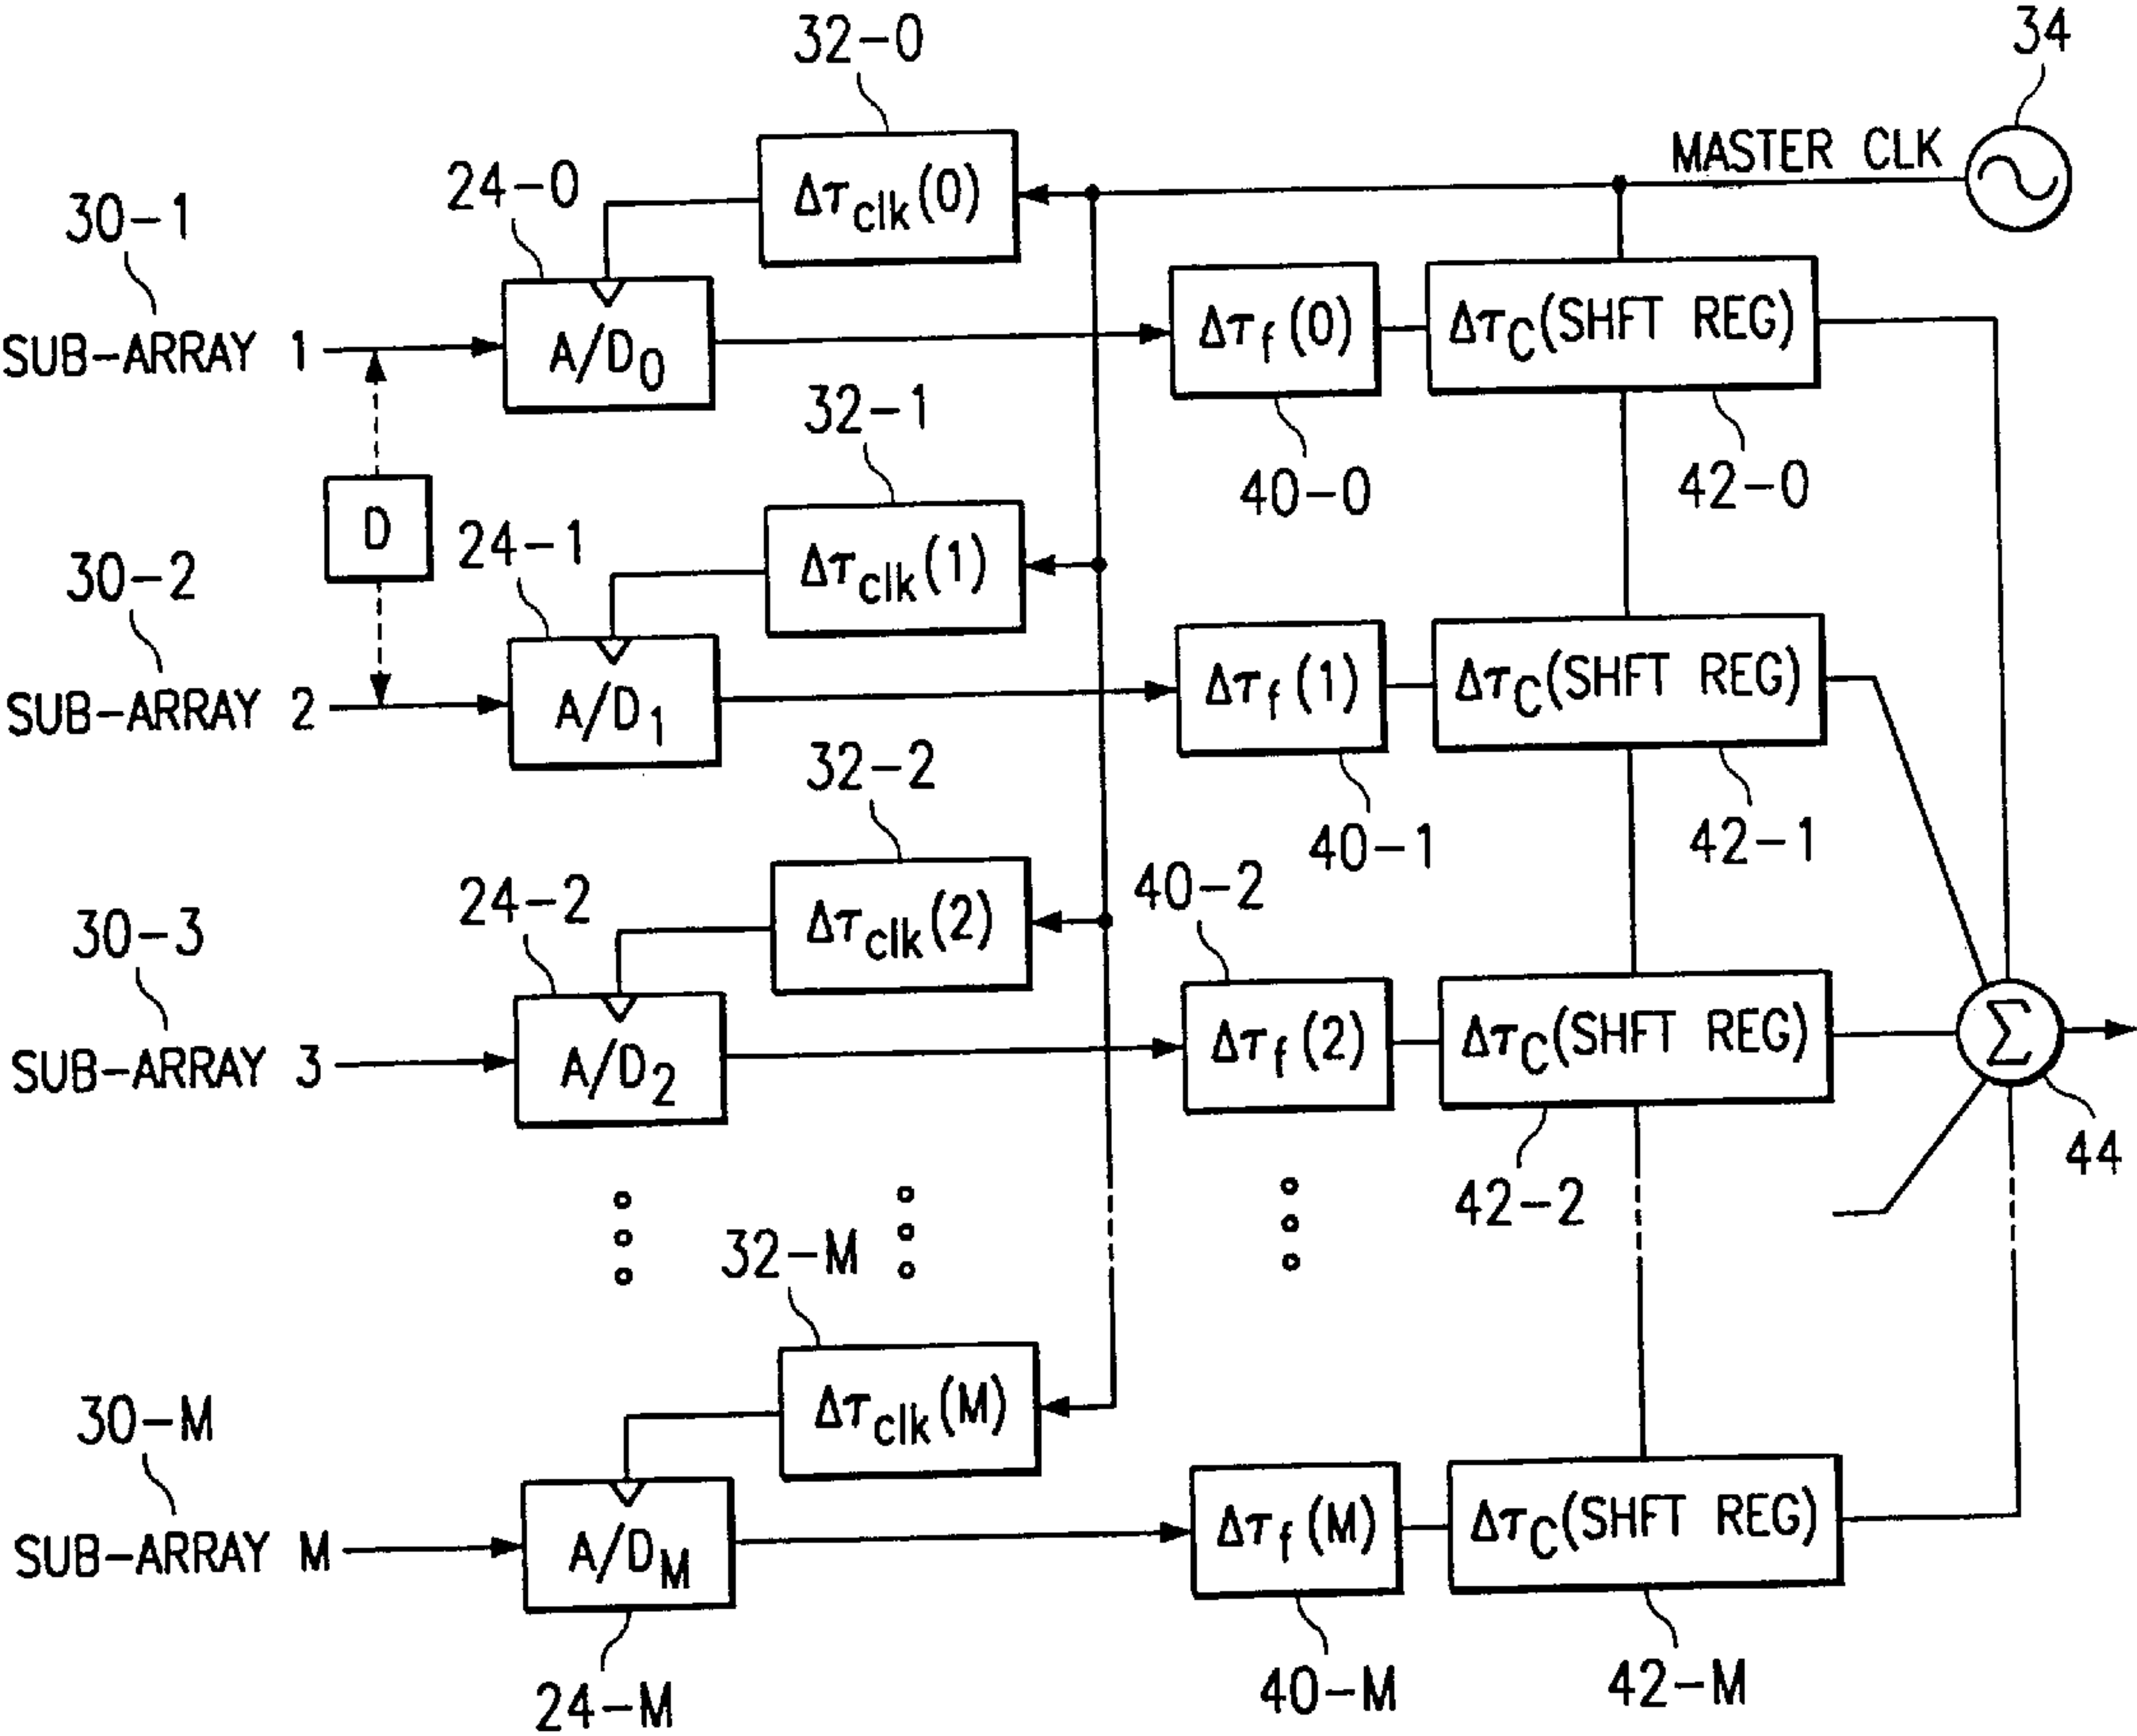 32-0
34
MASTER CLK
24-0
Δτclk(0)
30-1
SUB-ARRAY 1
A/D0
Δτf(0)
ΔτC(SHFT REG)
32-1
40-0
42-0
D
24-1
Δτclk(1)
30-2
SUB-ARRAY 2
A/D1
Δτf(1)
ΔτC(SHFT REG)
32-2
40-1
42-1
40-2
24-2
Δτclk(2)
30-3
SUB-ARRAY 3
A/D2
Δτf(2)
ΔτC(SHFT REG)
Σ
44
42-2
32-M
Δτclk(M)
30-M
SUB-ARRAY M
A/DM
Δτf(M)
ΔτC(SHFT REG)
24-M
40-M
42-M